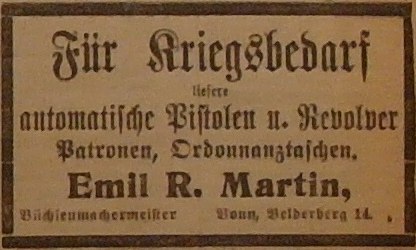 Für Kriegsbedarf
liefere
automatische Pistolen u. Revolver
Patronen, Ordonnanztaschen.
Emil R. Martin,
Büchsenmachermeister Bonn, Belderberg 14.